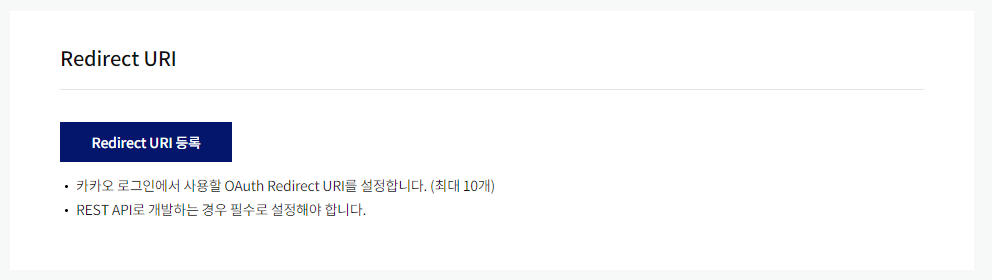 Redirect URI
Redirect URI 등록
• 카카오 로그인에서 사용할 OAuth Redirect URI를 설정합니다. (최대 10개)
• REST API로 개발하는 경우 필수로 설정해야 합니다.